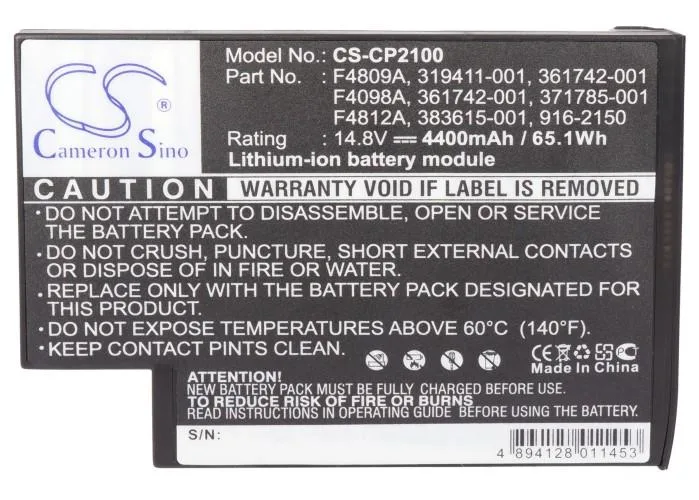 CS
Cameron Sino
Model No.: CS-CP2100
Part No. : F4809A, 319411-001, 361742-001
F4098A, 361742-001, 371785-001
F4812A, 383615-001, 916-2150
Rating : 14.8V 4400mAh / 65.1Wh
Lithium-ion battery module
CAUTION WARRANTY VOID IF LABEL IS REMOVED
• DO NOT ATTEMPT TO DISASSEMBLE, OPEN OR SERVICE
THE BATTERY PACK.
• DO NOT CRUSH, PUNCTURE, SHORT EXTERNAL CONTACTS
OR DISPOSE OF IN FIRE OR WATER.
• REPLACE ONLY WITH THE BATTERY PACK DESIGNATED FOR
THIS PRODUCT.
• DO NOT EXPOSE TEMPERATURES ABOVE 60°C (140°F).
• KEEP CONTACT PINTS CLEAN.
CE
Made In China
ATTENTION!
NEW BATTERY PACK MUST BE FULLY CHARGED BEFORE USE.
TO REDUCE RISK OF FIRE OR BURNS
READ INSTRUCTIONS IN OPERATING GUIDE
S/N:
4 894128 011453